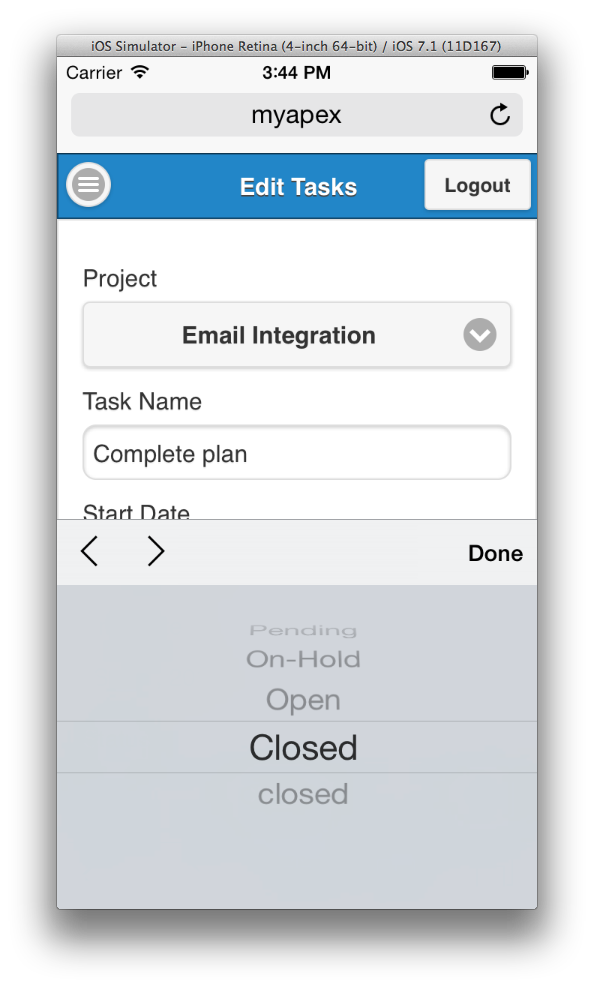 iOS Simulator – iPhone Retina (4-inch 64-bit) / iOS 7.1 (11D167)
Carrier 3:44 PM
myapex
Edit Tasks Logout
Project
Email Integration
Task Name
Complete plan
Start Date
Done
Pending
On-Hold
Open
Closed
closed